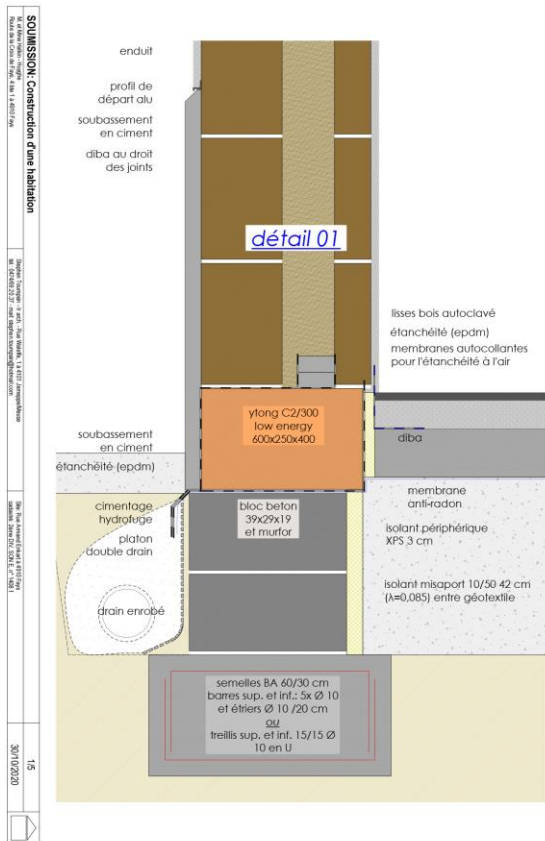 SOUMISSION: Construction d'une habitation
1/5
30/10/2020
enduit
profil de
départ alu
soubassement
en ciment
diba au droit
des joints
détail 01
lisses bois autoclavé
étanchéité (epdm)
membranes autocollantes
pour l'étanchéité à l'air
ytong C2/300
low energy
600x250x400
diba
soubassement
en ciment
étanchéité (epdm)
cimentage
hydrofuge
platon
double drain
drain enrobé
bloc beton
39x29x19
et murfor
membrane
anti-radon
isolant périphérique
XPS 3 cm
isolant misaport 10/50 42 cm
(λ=0,085) entre géotextile
semelles BA 60/30 cm
barres sup. et inf.: 5x Ø 10
et étriers Ø 10 /20 cm
ou
treillis sup. et inf. 15/15 Ø
10 en U